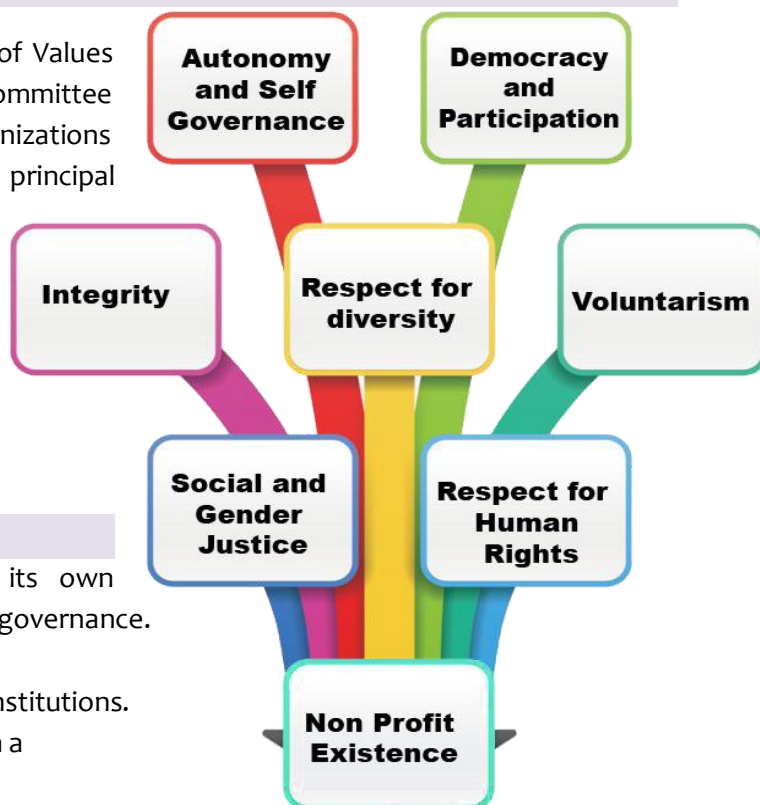 of Values
ommittee
nizations
principal
Autonomy
and Self
Governance
Democracy
and
Participation
Integrity
Respect for
diversity
Voluntarism
Social and
Gender
Justice
Respect for
Human
Rights
its own
governance.
nstitutions.
a
Non Profit
Existence